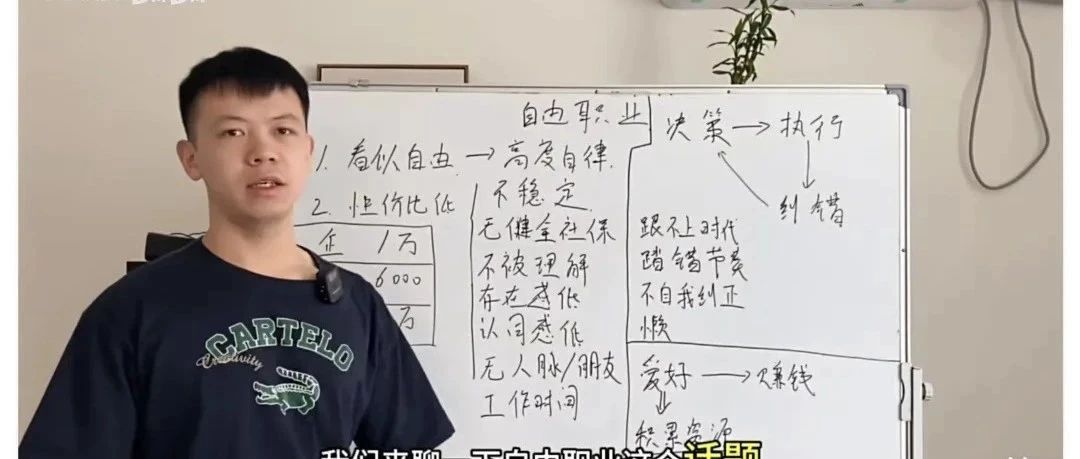 自由职业
1. 看似自由 → 高度自律.
2. 性价比低
企 1万
6000
万
不稳定
无健全社保
不被理解
存在感低
认同感低
无人脉/朋友
工作时间
决策 → 执行
纠错
跟不上时代
踏错节奏
不自我纠正
懒
爱好 → 赚钱
积累资源
CARTELO
Creativity
我们来聊一下自由职业这个话题